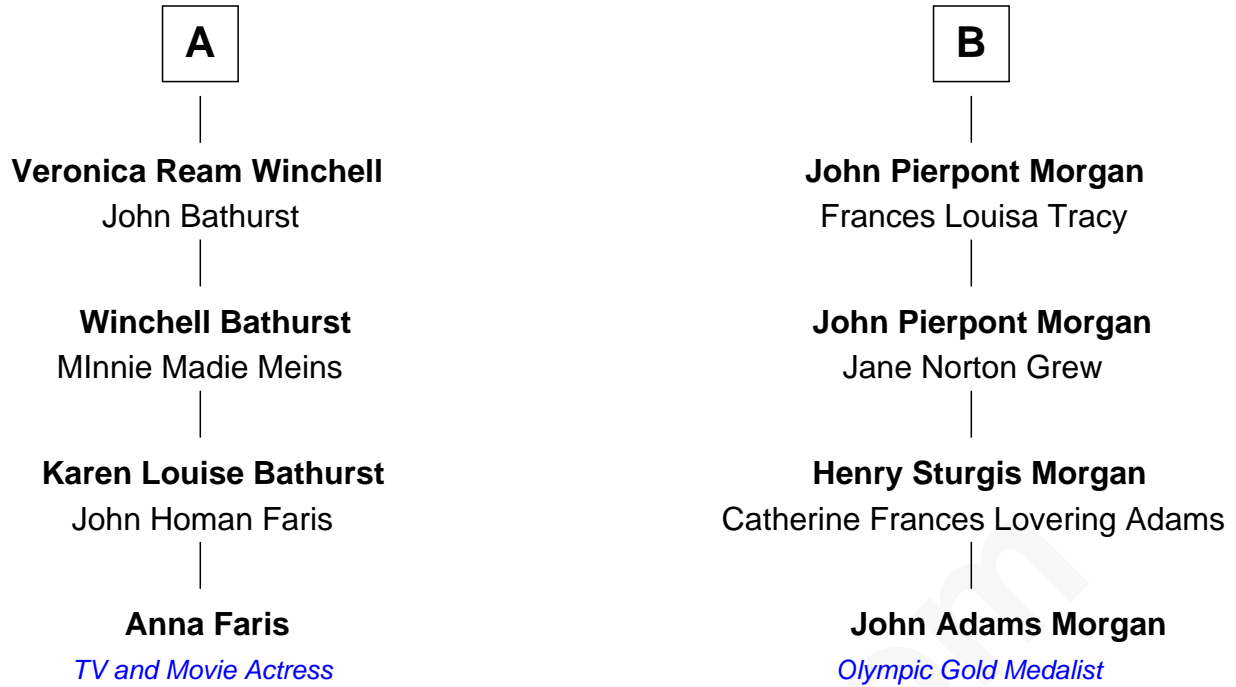 A
Veronica Ream Winchell
John Bathurst
Winchell Bathurst
MInnie Madie Meins
Karen Louise Bathurst
John Homan Faris
Anna Faris
TV and Movie Actress
B
John Pierpont Morgan
Frances Louisa Tracy
John Pierpont Morgan
Jane Norton Grew
Henry Sturgis Morgan
Catherine Frances Lovering Adams
John Adams Morgan
Olympic Gold Medalist